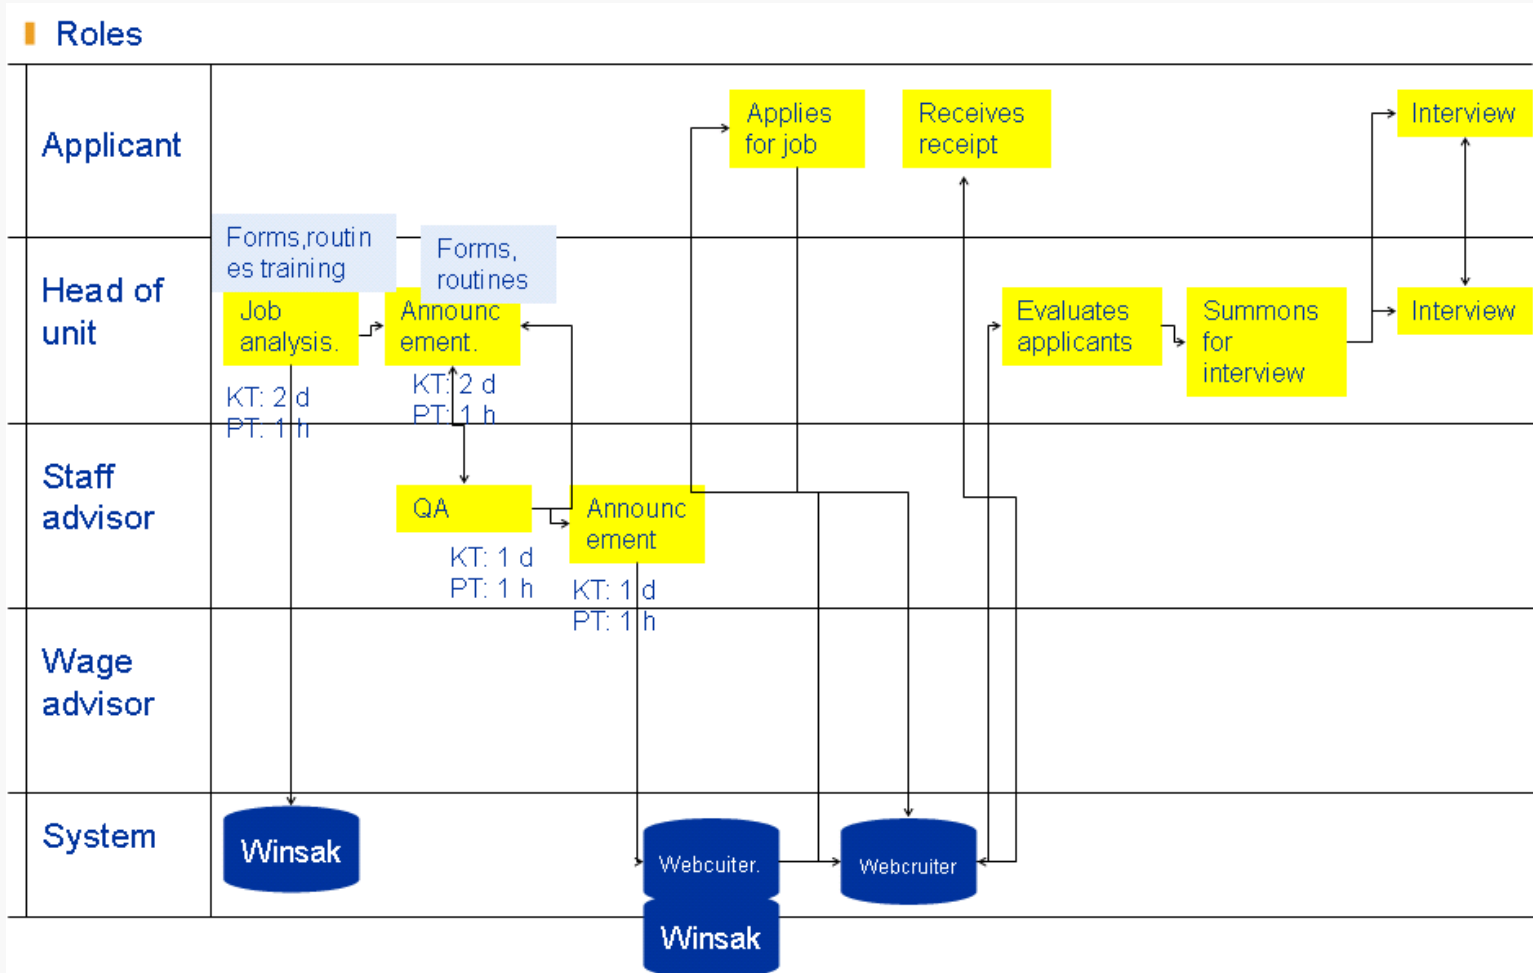 Roles
Applicant
Applies
for job
Receives
receipt
Interview
Head of
unit
Forms,routin
es training
Forms,
routines
Job
analysis.
Announc
ement.
KT: 2 d
PT: 1 h
KT: 2 d
PT: 1 h
Evaluates
applicants
Summons
for
interview
Interview
Staff
advisor
QA
KT: 1 d
PT: 1 h
Announc
ement
KT: 1 d
PT: 1 h
Wage
advisor
System
Winsak
Webcuiter.
Winsak
Webcruiter